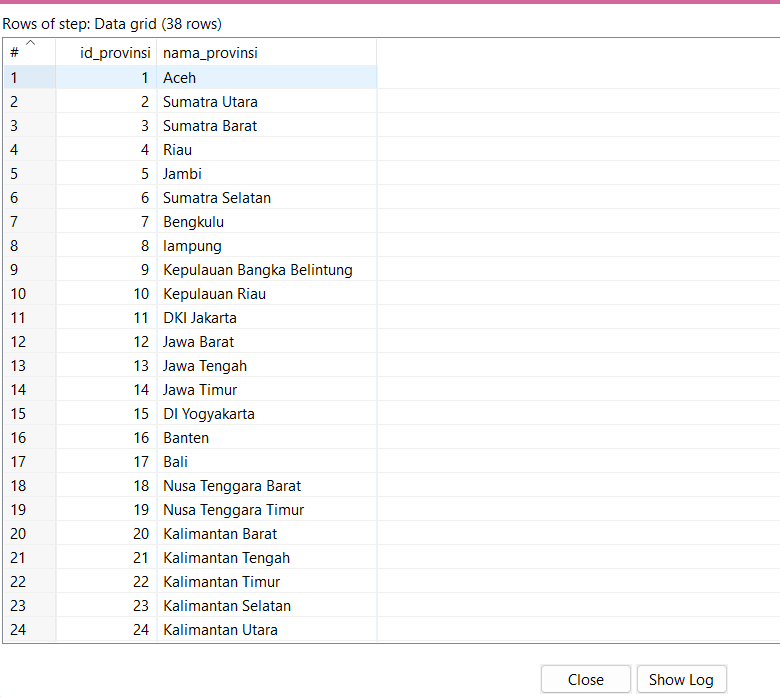 Rows of step: Data grid (38 rows)
# id_provinsi nama_provinsi
1 1 Aceh
2 2 Sumatra Utara
3 3 Sumatra Barat
4 4 Riau
5 5 Jambi
6 6 Sumatra Selatan
7 7 Bengkulu
8 8 lampung
9 9 Kepulauan Bangka Belintung
10 10 Kepulauan Riau
11 11 DKI Jakarta
12 12 Jawa Barat
13 13 Jawa Tengah
14 14 Jawa Timur
15 15 DI Yogyakarta
16 16 Banten
17 17 Bali
18 18 Nusa Tenggara Barat
19 19 Nusa Tenggara Timur
20 20 Kalimantan Barat
21 21 Kalimantan Tengah
22 22 Kalimantan Timur
23 23 Kalimantan Selatan
24 24 Kalimantan Utara
Close Show Log